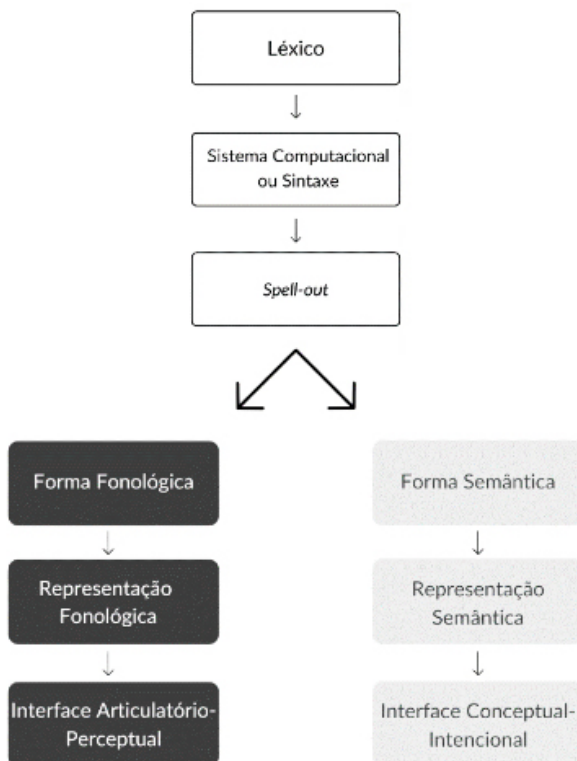 Léxico
Sistema Computacional
ou Sintaxe
Spell-out
Forma Fonológica
Representação
Fonológica
Interface Articulatório-
Perceptual
Forma Semântica
Representação
Semântica
Interface Conceptual-
Intencional